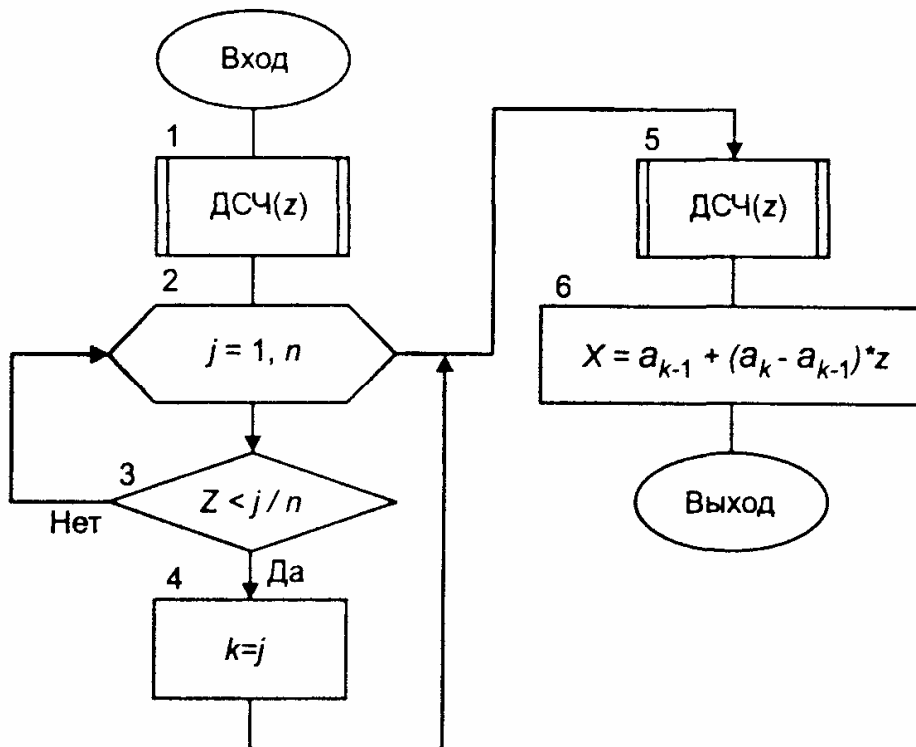 Вход
1
ДСЧ(z)
2
j = 1, n
3
Z < j / n
Нет
Да
4
k=j
5
ДСЧ(z)
6
X = a_{k-1} + (a_k - a_{k-1})*z
Выход